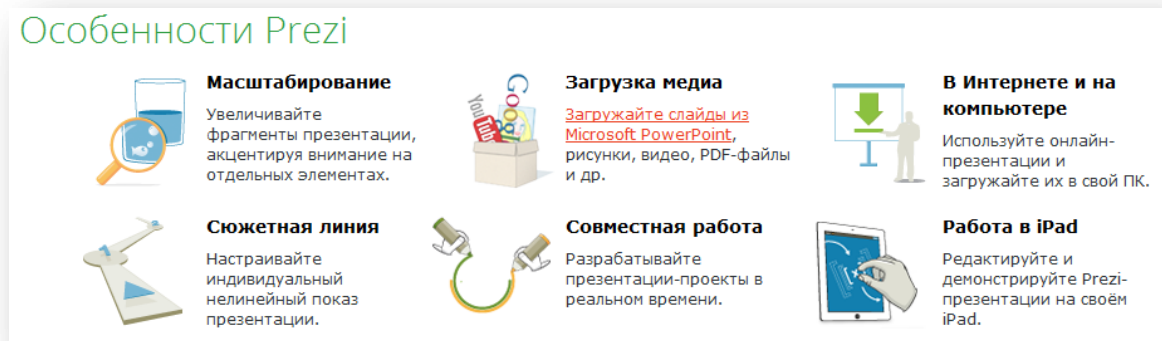 Особенности Prezi
Масштабирование
Увеличивайте
фрагменты презентации,
акцентируя внимание на
отдельных элементах.
YouTube
Google
Загрузка медиа
Загружайте слайды из
Microsoft PowerPoint,
рисунки, видео, PDF-файлы
и др.
В Интернете и на
компьютере
Используйте онлайн-
презентации и
загружайте их в свой ПК.
Сюжетная линия
Настраивайте
индивидуальный
нелинейный показ
презентации.
Совместная работа
Разрабатывайте
презентации-проекты в
реальном времени.
Работа в iPad
Редактируйте и
демонстрируйте Prezi-
презентации на своём
iPad.